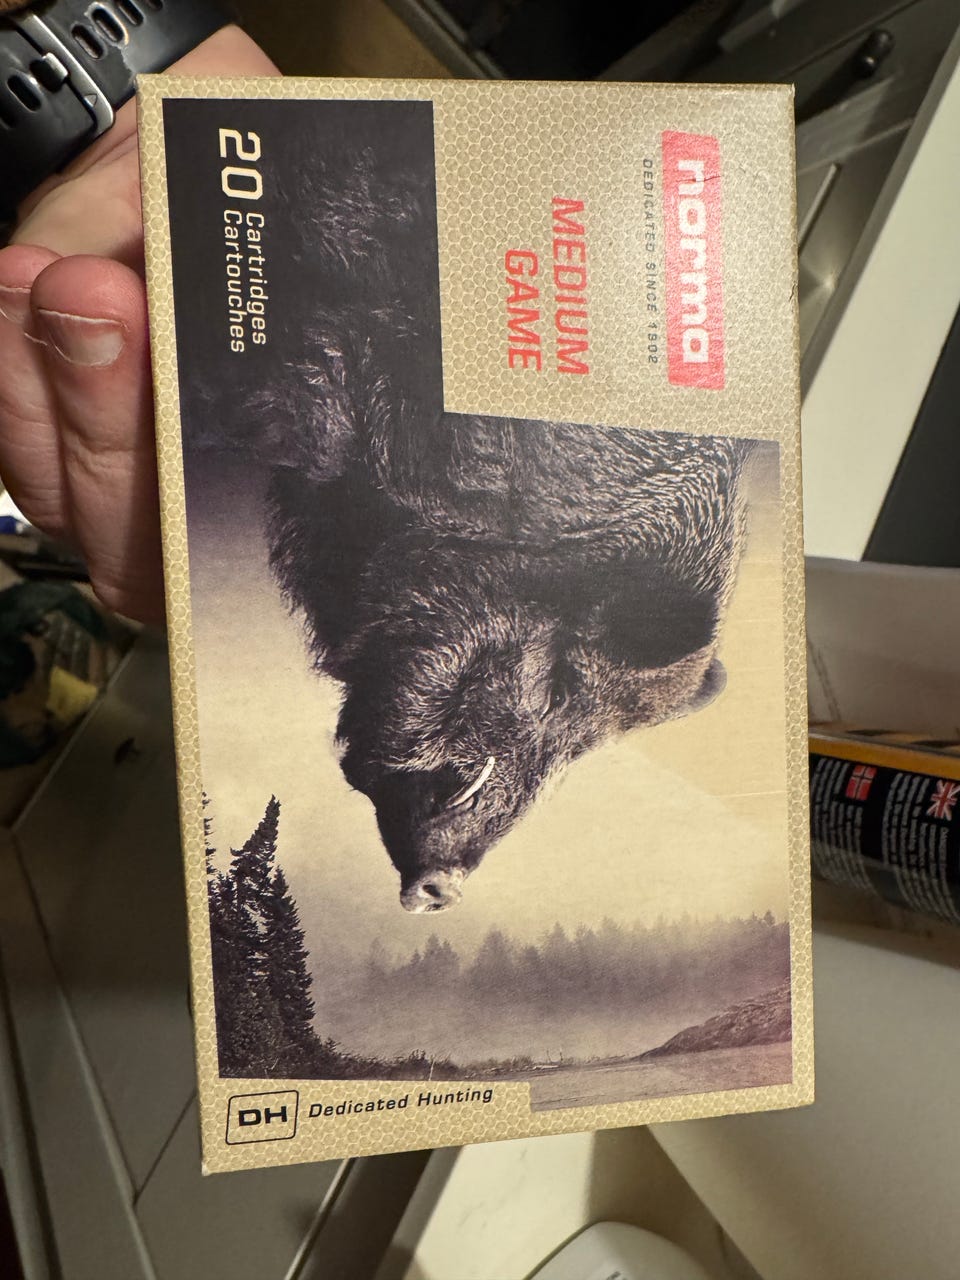 norma
DEDICATED SINCE 1902
MEDIUM
GAME
20 Cartridges
Cartouches
DH Dedicated Hunting